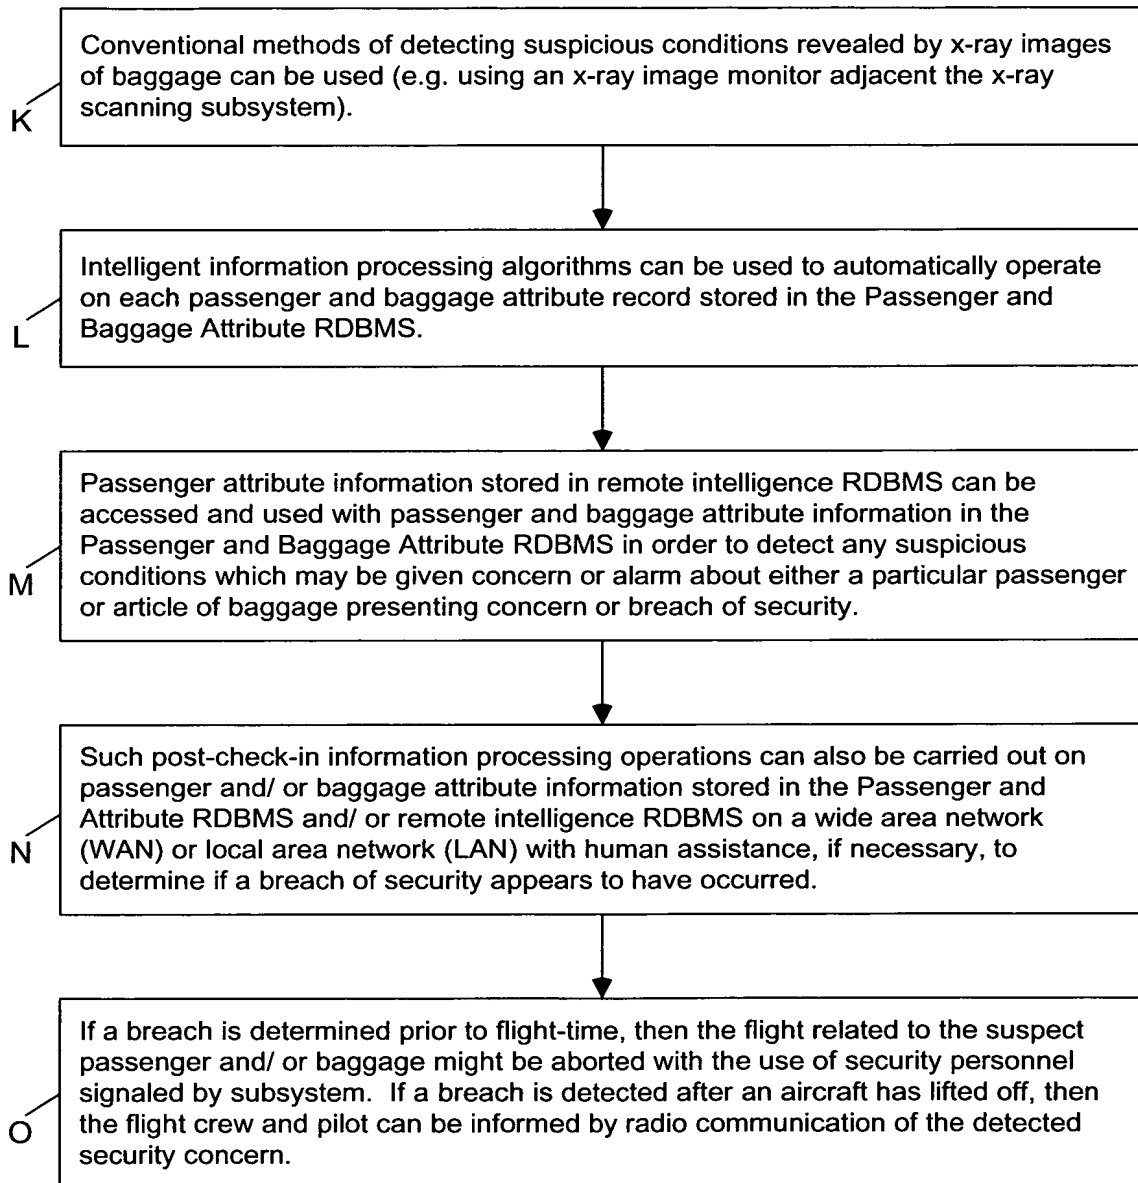 Conventional methods of detecting suspicious conditions revealed by x-ray images
of baggage can be used (e.g. using an x-ray image monitor adjacent the x-ray
scanning subsystem).
K
Intelligent information processing algorithms can be used to automatically operate
on each passenger and baggage attribute record stored in the Passenger and
Baggage Attribute RDBMS.
L
Passenger attribute information stored in remote intelligence RDBMS can be
accessed and used with passenger and baggage attribute information in the
Passenger and Baggage Attribute RDBMS in order to detect any suspicious
conditions which may be given concern or alarm about either a particular passenger
or article of baggage presenting concern or breach of security.
M
Such post-check-in information processing operations can also be carried out on
passenger and/ or baggage attribute information stored in the Passenger and
Attribute RDBMS and/ or remote intelligence RDBMS on a wide area network
(WAN) or local area network (LAN) with human assistance, if necessary, to
determine if a breach of security appears to have occurred.
N
If a breach is determined prior to flight-time, then the flight related to the suspect
passenger and/ or baggage might be aborted with the use of security personnel
signaled by subsystem.  If a breach is detected after an aircraft has lifted off, then
the flight crew and pilot can be informed by radio communication of the detected
security concern.
O